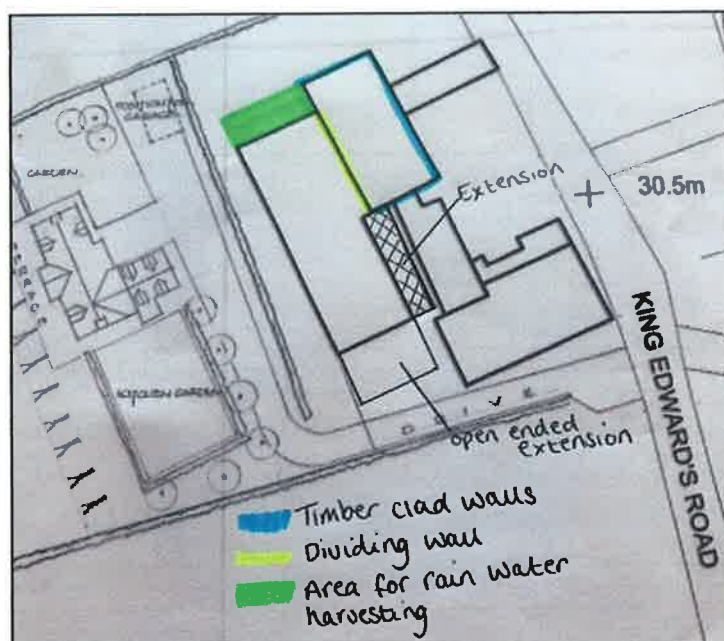 GARDEN
TERRACE
KITCHEN GARDEN
Extension
30.5m
KING EDWARD'S ROAD
D R I V E
open ended
extension
Timber clad walls
Dividing wall
Area for rain water
harvesting